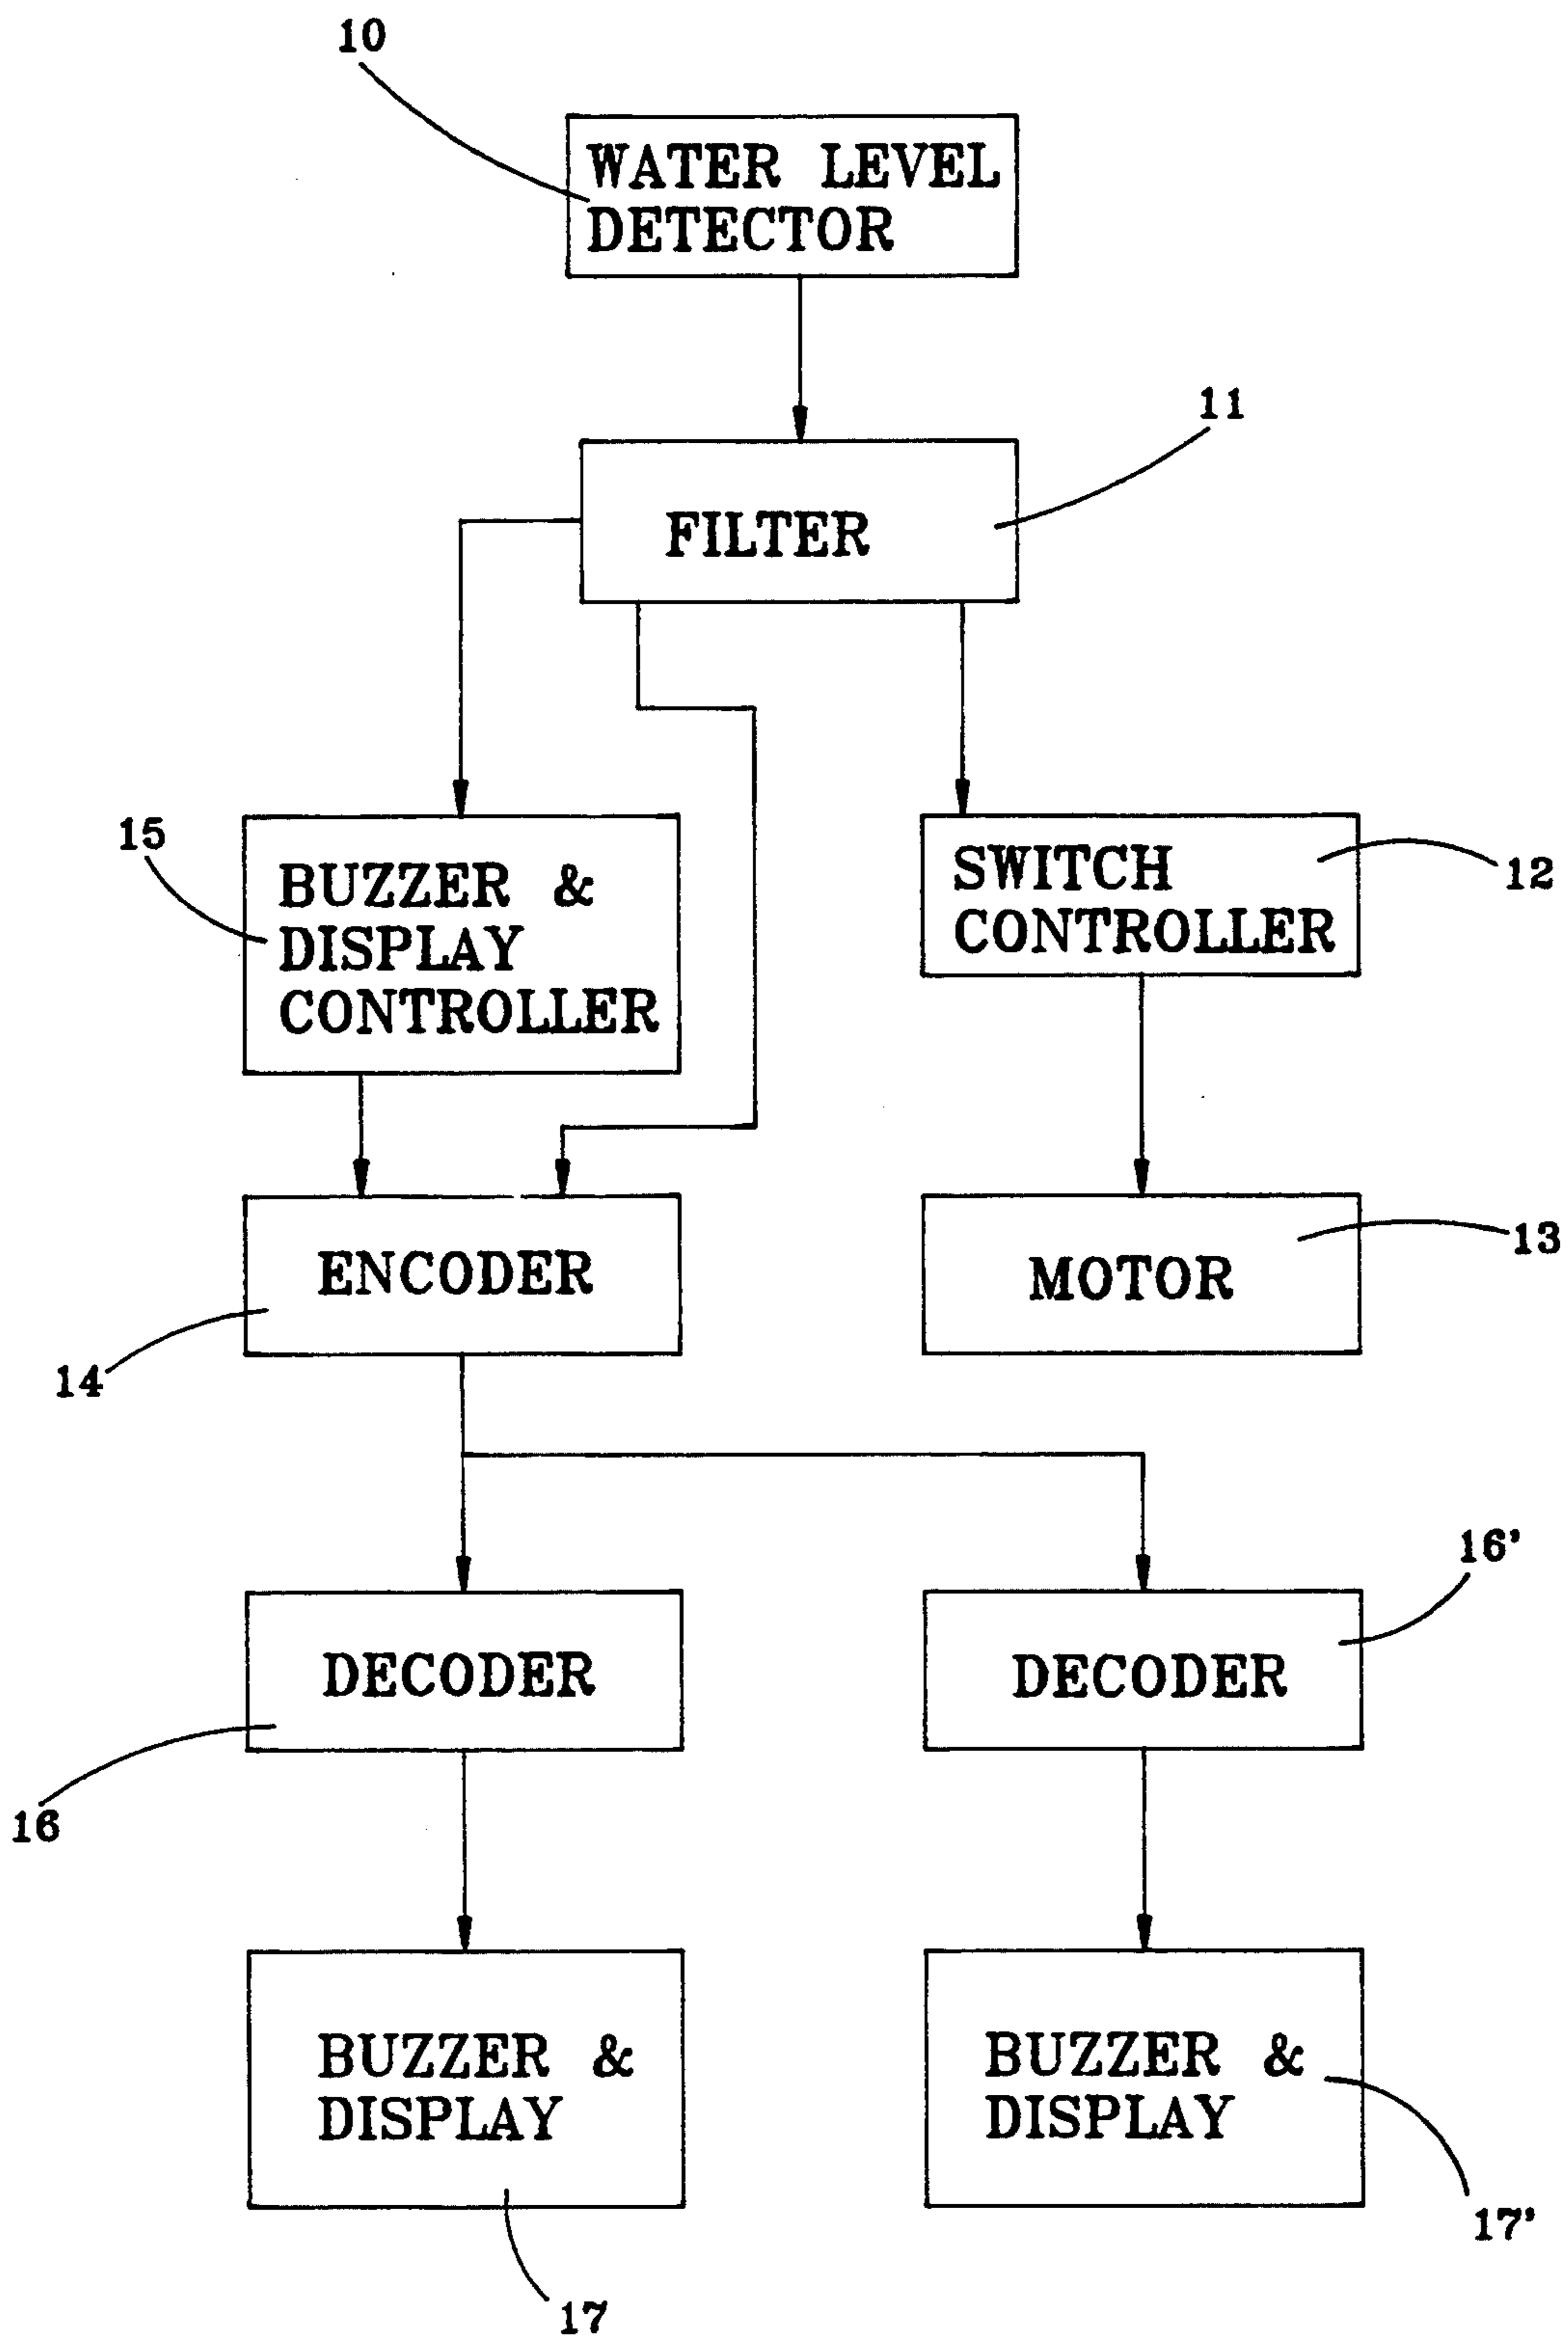 10
WATER LEVEL
DETECTOR
11
FILTER
15
BUZZER &
DISPLAY
CONTROLLER
SWITCH
CONTROLLER
12
ENCODER
14
MOTOR
13
DECODER
16
DECODER
16'
BUZZER &
DISPLAY
17
BUZZER &
DISPLAY
17'